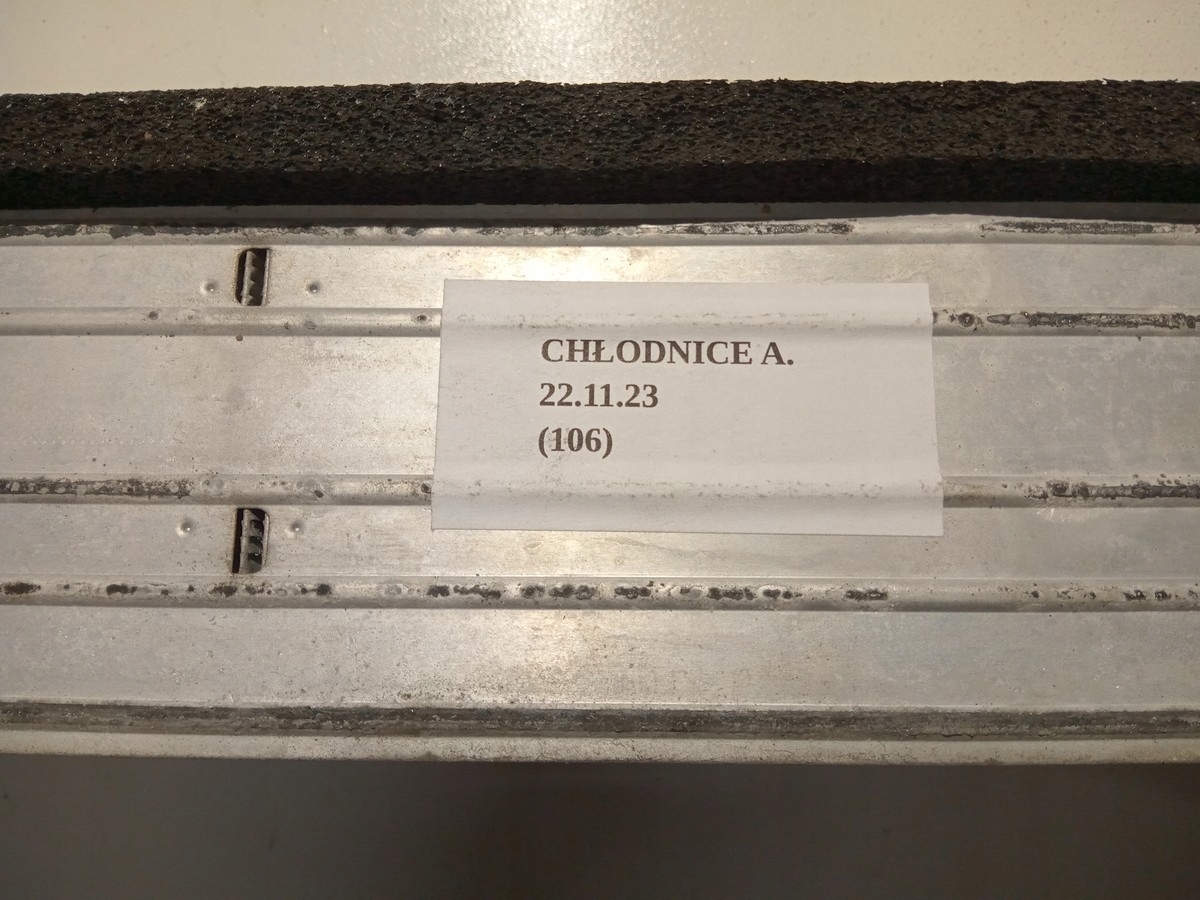 CHŁODNICE A.
22.11.23
(106)